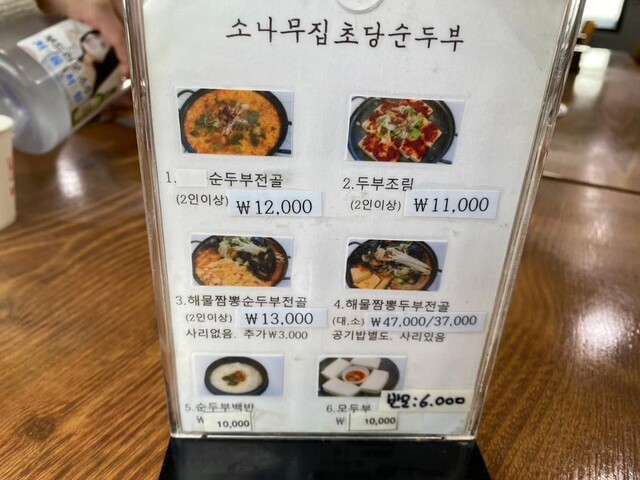 소나무집초당순두부
1. 순두부전골
(2인이상) ₩12,000
2.두부조림
(2인이상) ₩11,000
3.해물짬뽕순두부전골
(2인이상) ₩13,000
사리없음. 추가₩3,000
4.해물짬뽕두부전골
(대.소) ₩47,000/37,000
공기밥별도. 사리있음
5.순두부백반
₩ 10,000
6.모두부
₩ 10,000
반모:6.000